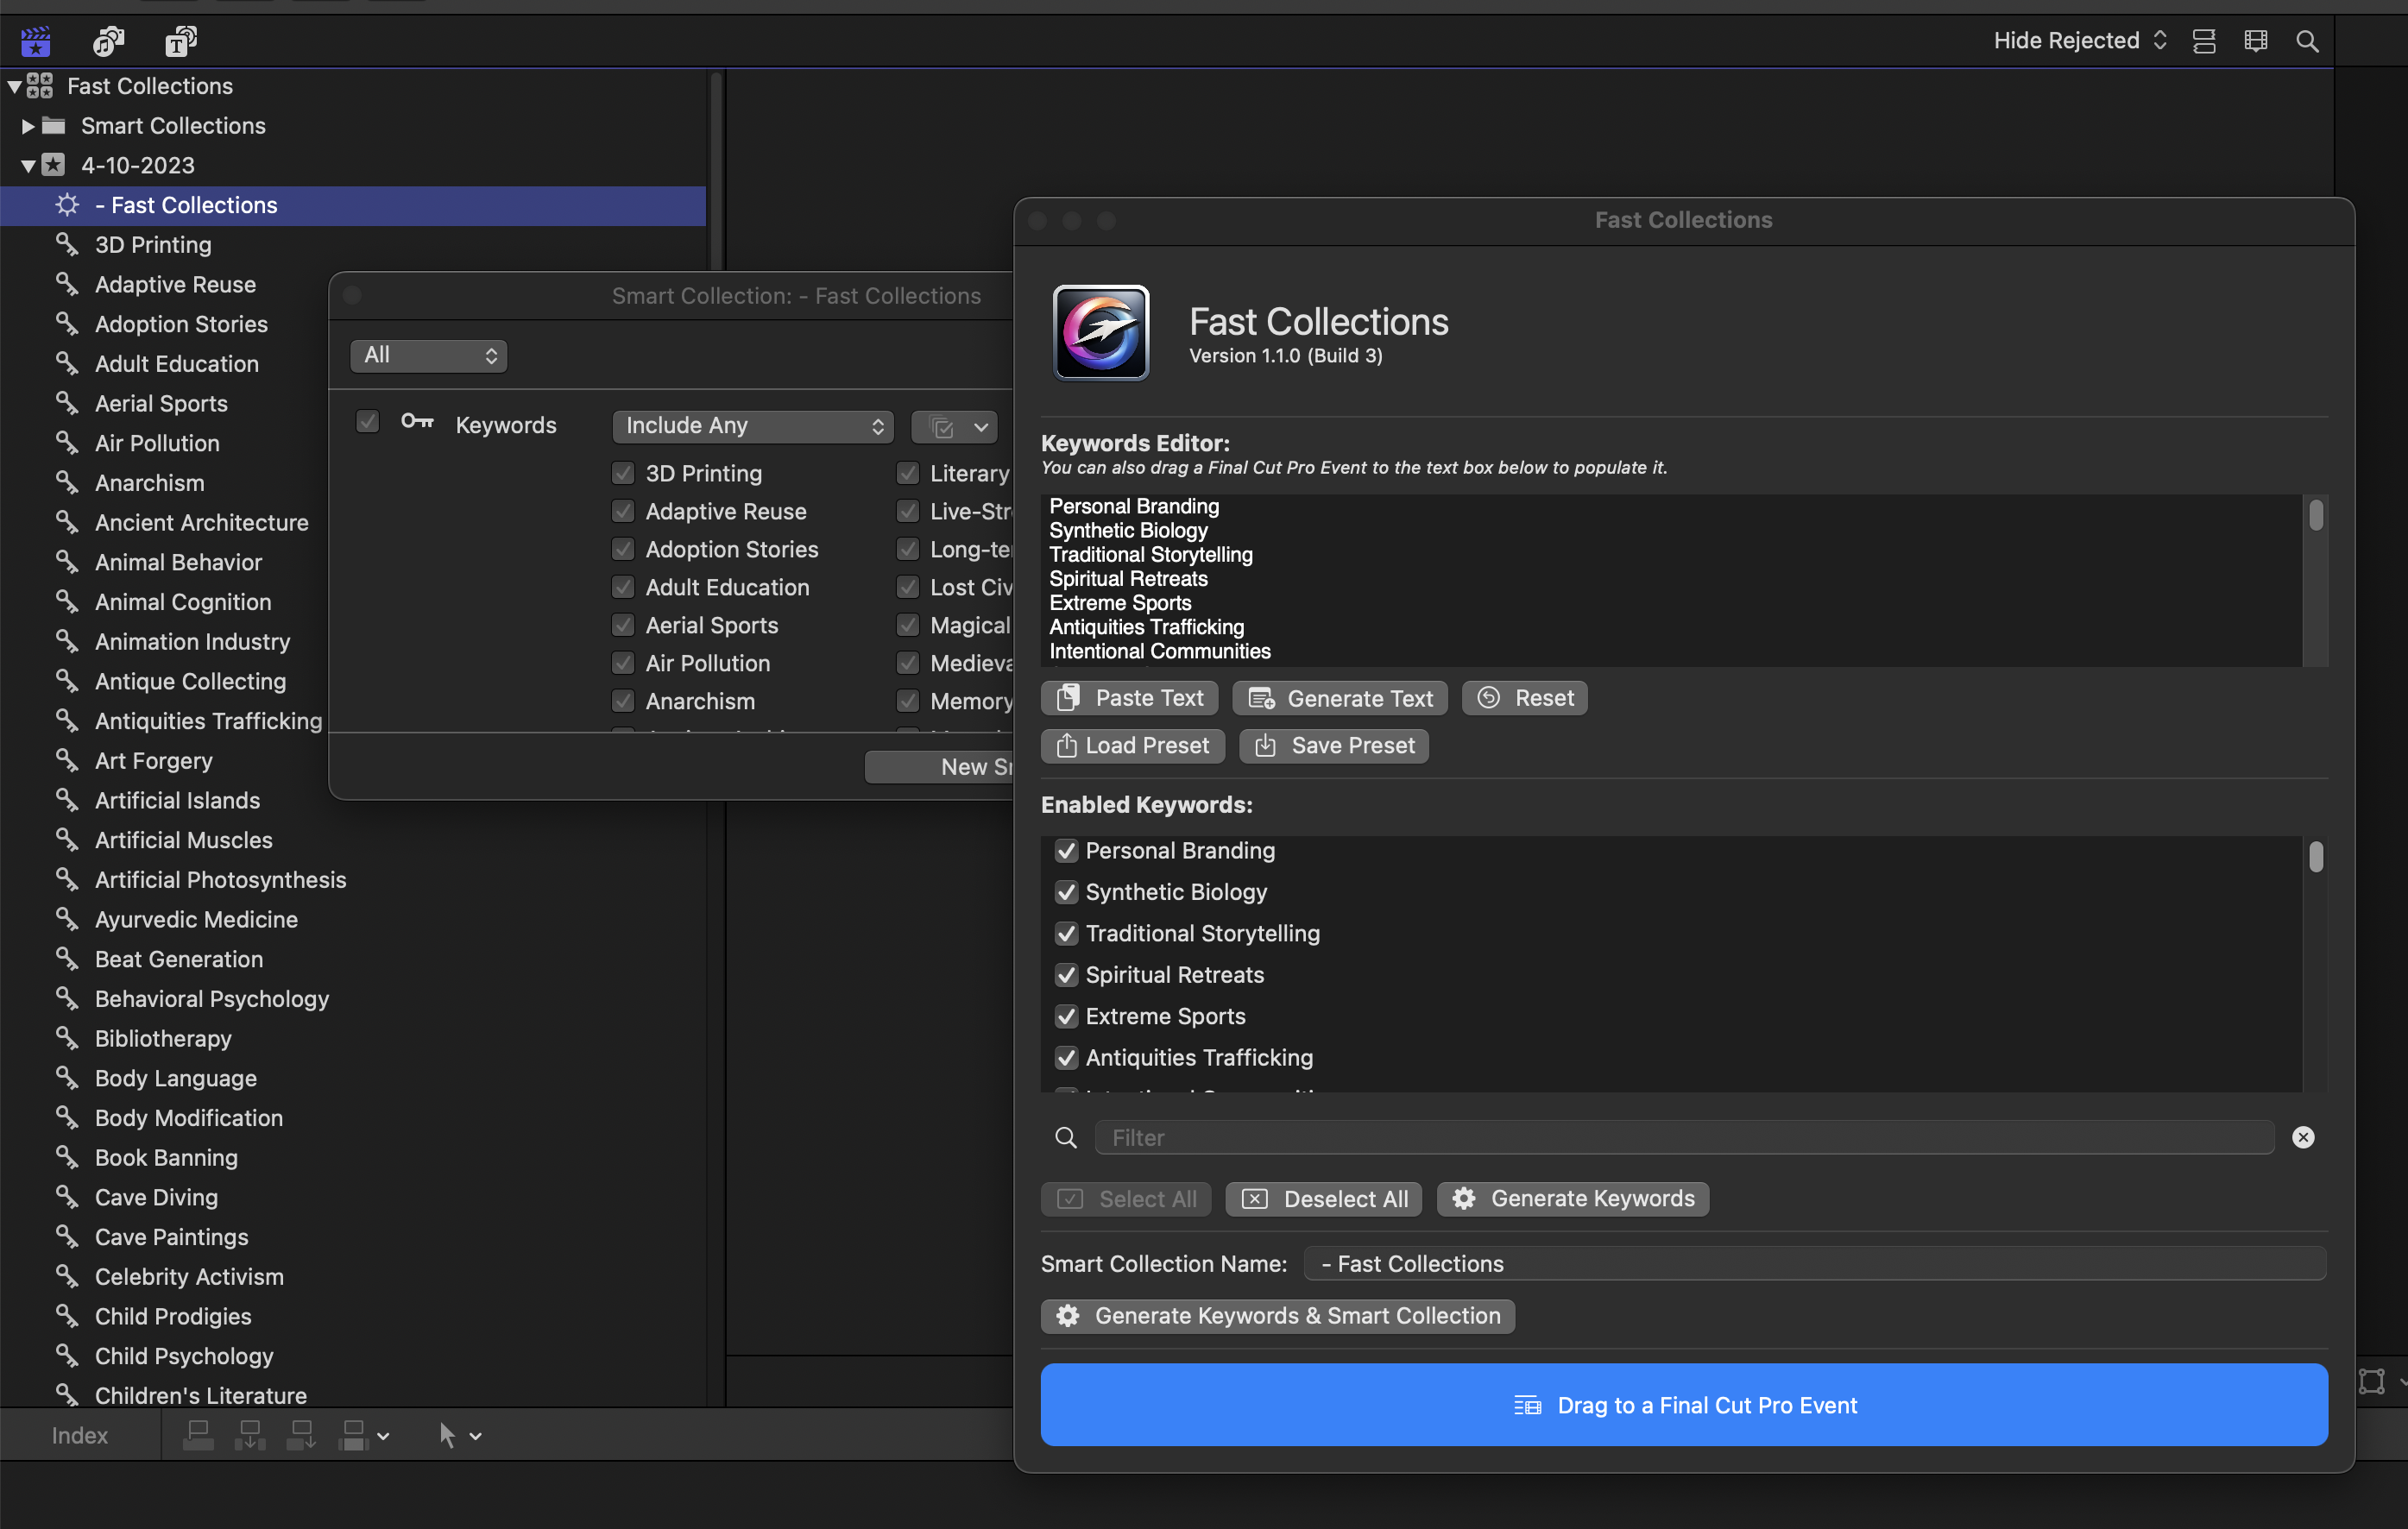 Hide Rejected
Fast Collections
Smart Collections
4-10-2023
- Fast Collections
3D Printing
Adaptive Reuse
Adoption Stories
Adult Education
Aerial Sports
Air Pollution
Anarchism
Ancient Architecture
Animal Behavior
Animal Cognition
Animation Industry
Antique Collecting
Antiquities Trafficking
Art Forgery
Artificial Islands
Artificial Muscles
Artificial Photosynthesis
Ayurvedic Medicine
Beat Generation
Behavioral Psychology
Bibliotherapy
Body Language
Body Modification
Book Banning
Cave Diving
Cave Paintings
Celebrity Activism
Child Prodigies
Child Psychology
Children's Literature
Index
Smart Collection: - Fast Collections
All
Keywords
Include Any
3D Printing
Literary
Adaptive Reuse
Adoption Stories
Adult Education
Lost
Aerial Sports
Magical
Air Pollution
Anarchism
Memory
New
Fast Collections
Fast Collections
Version 1.1.0 (Build 3)
Keywords Editor:
You can also drag a Final Cut Pro Event to the text box below to populate it.
Personal Branding
Synthetic Biology
Traditional Storytelling
Spiritual Retreats
Extreme Sports
Antiquities Trafficking
Intentional Communities
Paste Text
Generate Text
Reset
Load Preset
Save Preset
Enabled Keywords:
Personal Branding
Synthetic Biology
Traditional Storytelling
Spiritual Retreats
Extreme Sports
Antiquities Trafficking
Filter
Select All
Deselect All
Generate Keywords
Smart Collection Name: - Fast Collections
Generate Keywords & Smart Collection
Drag to a Final Cut Pro Event